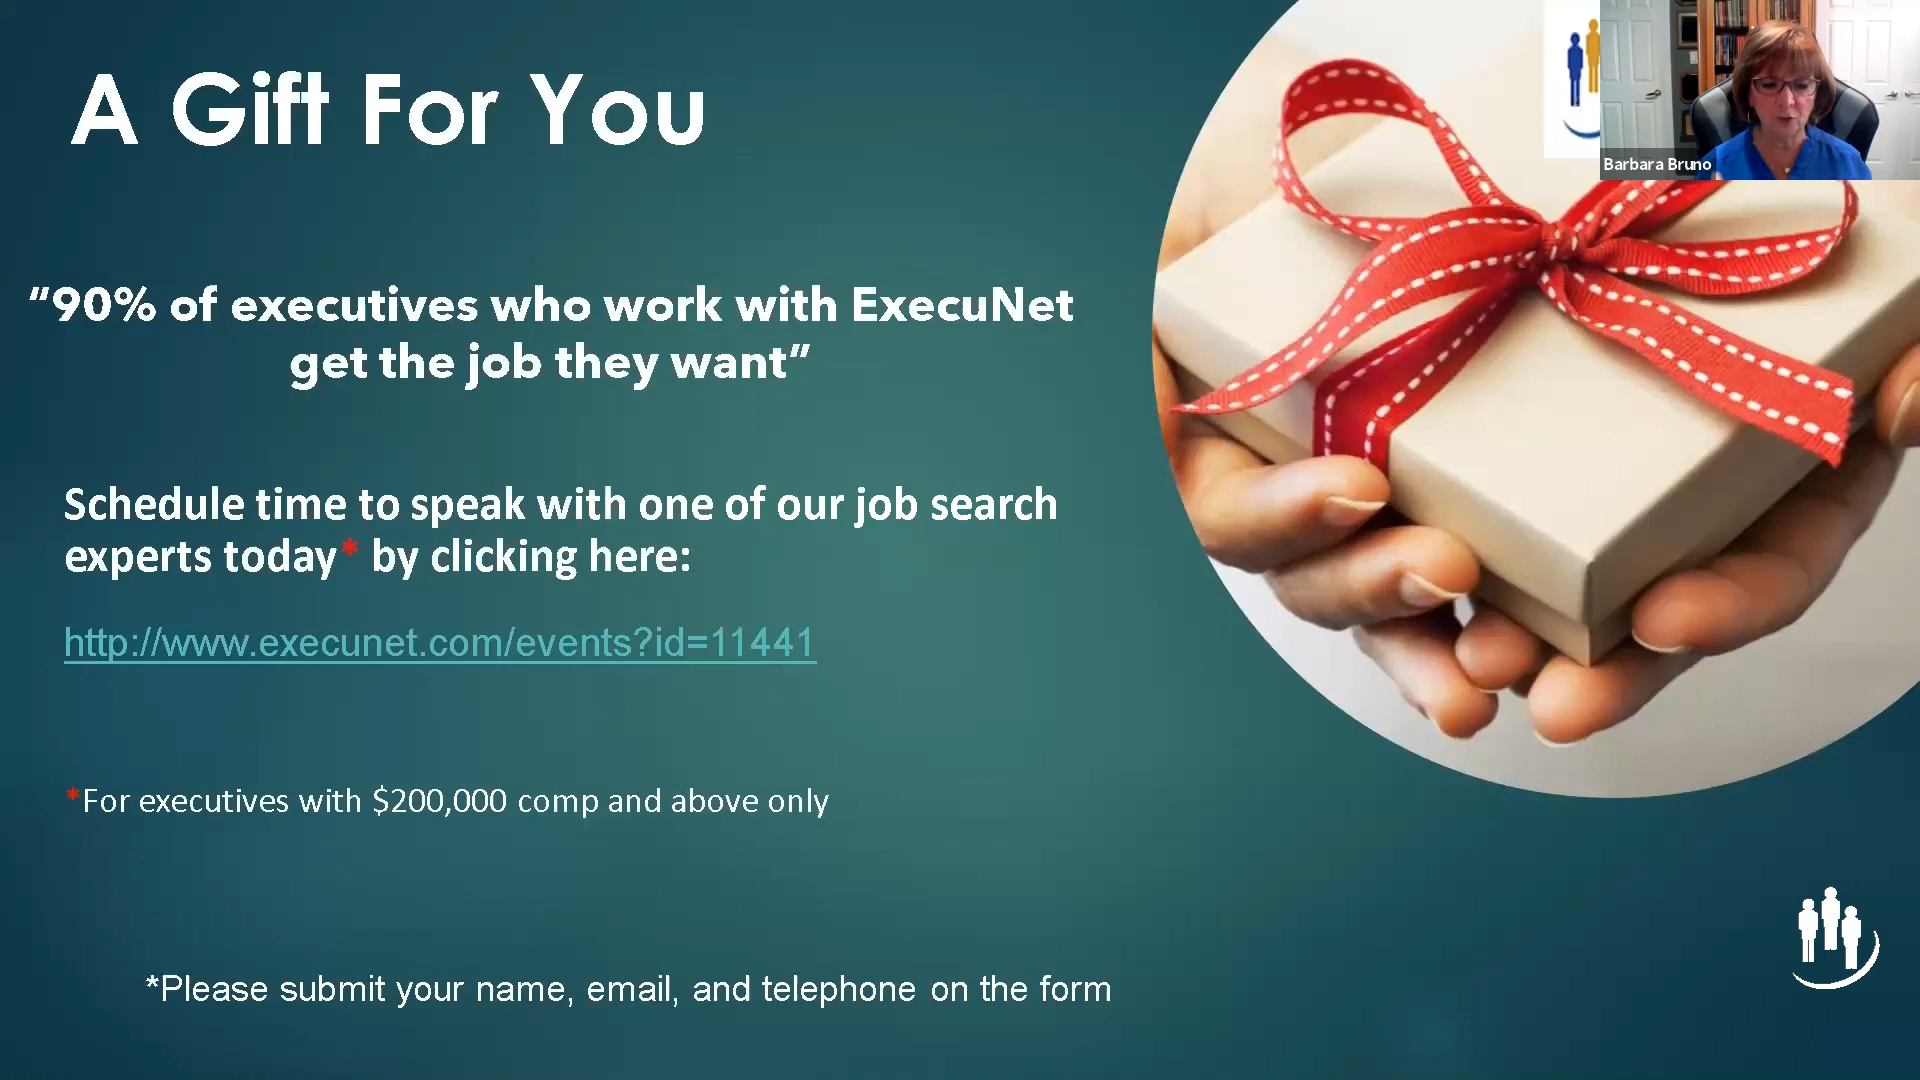 A Gift For You
Barbara Bruno
“90% of executives who work with ExecuNet
get the job they want”
Schedule time to speak with one of our job search
experts today* by clicking here:
http://www.execunet.com/events?id=11441
*For executives with $200,000 comp and above only
*Please submit your name, email, and telephone on the form